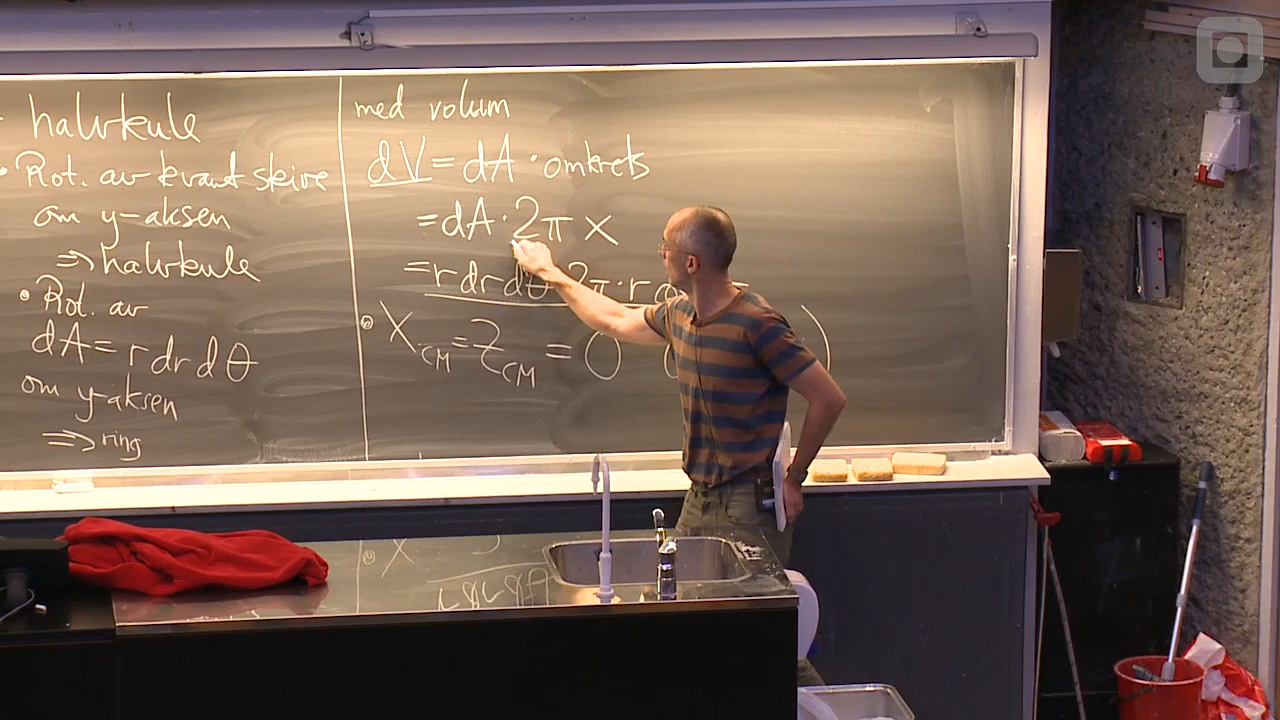 halvkule
• Rot. av kvart skive
om y-aksen
⇒ halvkule
• Rot. av
dA = r dr dθ
om y-aksen
⇒ ring
med volum
dV = dA · omkrets
= dA · 2π x
= r dr dθ 2π · r
X_CM = Z_CM = 0 ( )